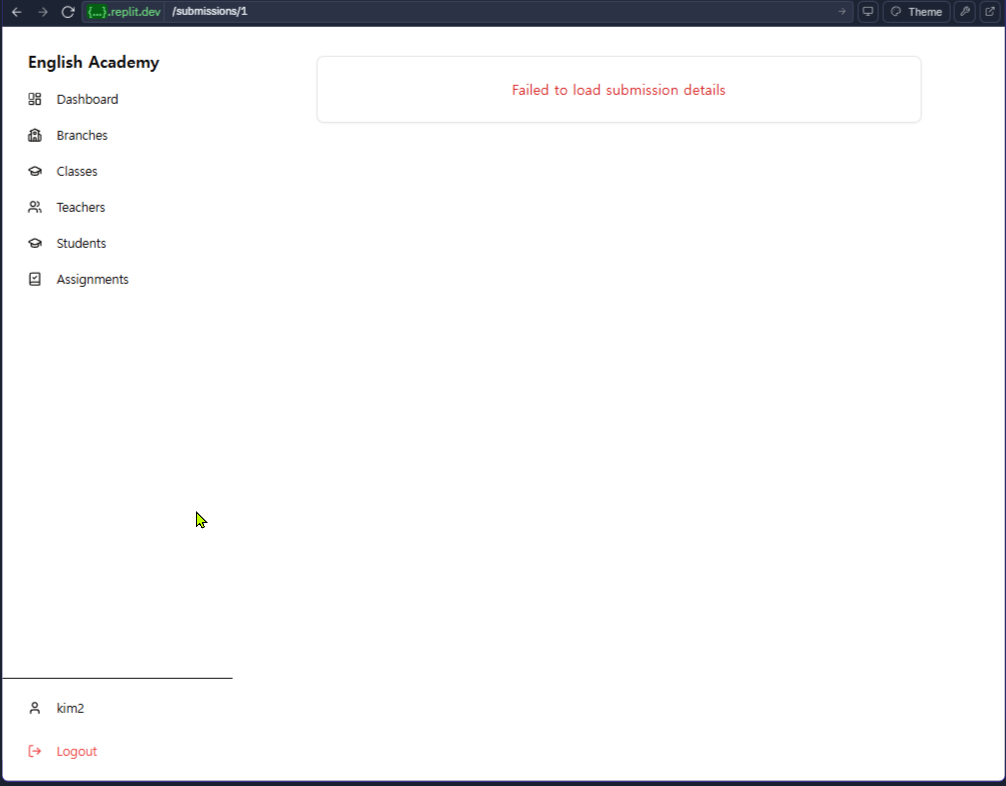 {...}.replit.dev /submissions/1
Theme
English Academy
Dashboard
Branches
Classes
Teachers
Students
Assignments
Failed to load submission details
kim2
Logout